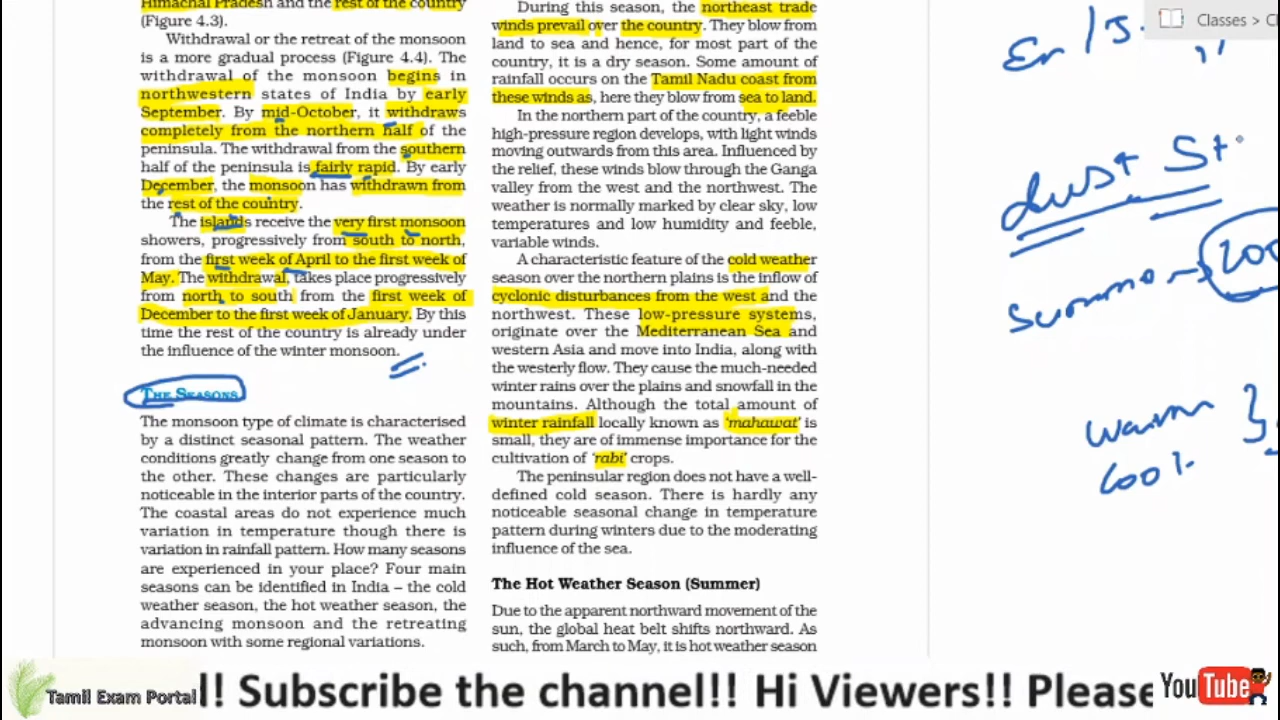 Himachal Pradesh and the rest of the country
(Figure 4.3).
Withdrawal or the retreat of the monsoon
is a more gradual process (Figure 4.4). The
withdrawal of the monsoon begins in
northwestern states of India by early
September. By mid-October, it withdraws
completely from the northern half of the
peninsula. The withdrawal from the southern
half of the peninsula is fairly rapid. By early
December, the monsoon has withdrawn from
the rest of the country.
The islands receive the very first monsoon
showers, progressively from south to north,
from the first week of April to the first week of
May. The withdrawal, takes place progressively
from north to south from the first week of
December to the first week of January. By this
time the rest of the country is already under
the influence of the winter monsoon.
THE SEASONS
The monsoon type of climate is characterised
by a distinct seasonal pattern. The weather
conditions greatly change from one season to
the other. These changes are particularly
noticeable in the interior parts of the country.
The coastal areas do not experience much
variation in temperature though there is
variation in rainfall pattern. How many seasons
are experienced in your place? Four main
seasons can be identified in India – the cold
weather season, the hot weather season, the
advancing monsoon and the retreating
monsoon with some regional variations.
During this season, the northeast trade
winds prevail over the country. They blow from
land to sea and hence, for most part of the
country, it is a dry season. Some amount of
rainfall occurs on the Tamil Nadu coast from
these winds as, here they blow from sea to land.
In the northern part of the country, a feeble
high-pressure region develops, with light winds
moving outwards from this area. Influenced by
the relief, these winds blow through the Ganga
valley from the west and the northwest. The
weather is normally marked by clear sky, low
temperatures and low humidity and feeble,
variable winds.
A characteristic feature of the cold weather
season over the northern plains is the inflow of
cyclonic disturbances from the west and the
northwest. These low-pressure systems,
originate over the Mediterranean Sea and
western Asia and move into India, along with
the westerly flow. They cause the much-needed
winter rains over the plains and snowfall in the
mountains. Although the total amount of
winter rainfall locally known as 'mahawat' is
small, they are of immense importance for the
cultivation of 'rabi' crops.
The peninsular region does not have a well-
defined cold season. There is hardly any
noticeable seasonal change in temperature
pattern during winters due to the moderating
influence of the sea.
The Hot Weather Season (Summer)
Due to the apparent northward movement of the
sun, the global heat belt shifts northward. As
such, from March to May, it is hot weather season
Classes > C
dust St
Warm
Tamil Exam Portal
!! Subscribe the channel!! Hi Viewers!! Please
YouTube